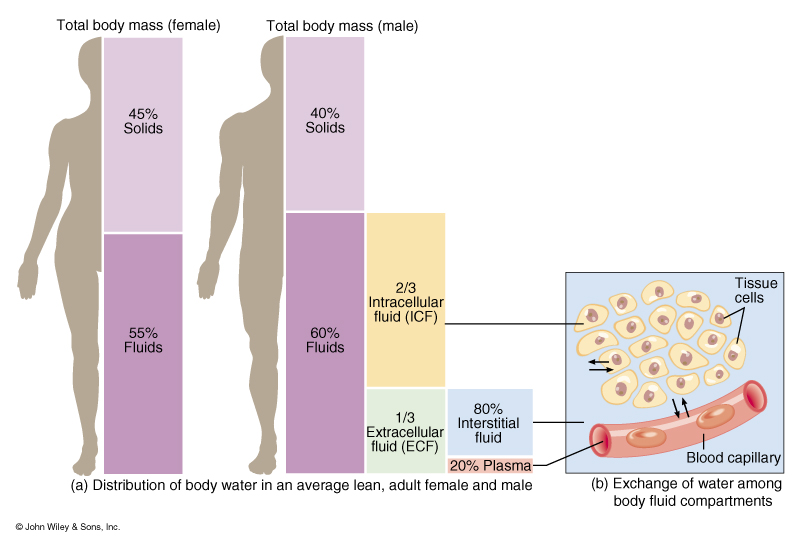 Total body mass (female)
Total body mass (male)
45%
Solids
40%
Solids
55%
Fluids
60%
Fluids
2/3
Intracellular
fluid (ICF)
1/3
Extracellular
fluid (ECF)
80%
Interstitial
fluid
20% Plasma
Tissue
cells
Blood capillary
(a) Distribution of body water in an average lean, adult female and male
(b) Exchange of water among
body fluid compartments
© John Wiley & Sons, Inc.